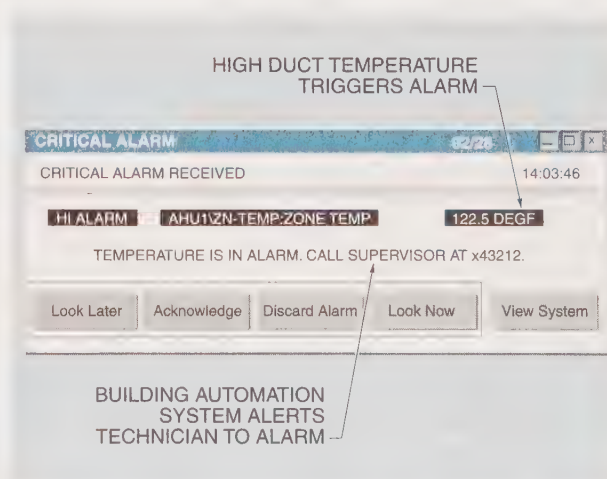 HIGH DUCT TEMPERATURE
TRIGGERS ALARM
CRITICAL ALARM 02/28
CRITICAL ALARM RECEIVED 14:03:46
HI ALARM AHU1\ZN-TEMP:ZONE TEMP 122.5 DEGF
TEMPERATURE IS IN ALARM. CALL SUPERVISOR AT x43212.
Look Later Acknowledge Discard Alarm Look Now View System
BUILDING AUTOMATION
SYSTEM ALERTS
TECHNICIAN TO ALARM